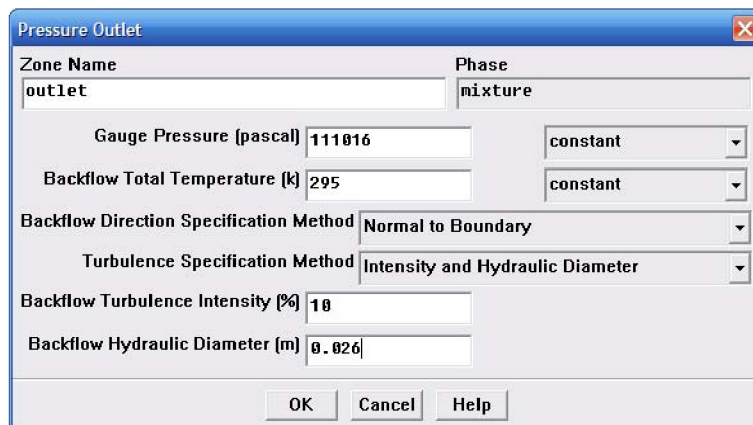 Pressure Outlet
Zone Name
Phase
outlet
mixture
Gauge Pressure (pascal) 111016 constant
Backflow Total Temperature (k) 295 constant
Backflow Direction Specification Method Normal to Boundary
Turbulence Specification Method Intensity and Hydraulic Diameter
Backflow Turbulence Intensity (%) 10
Backflow Hydraulic Diameter (m) 0.026
OK Cancel Help